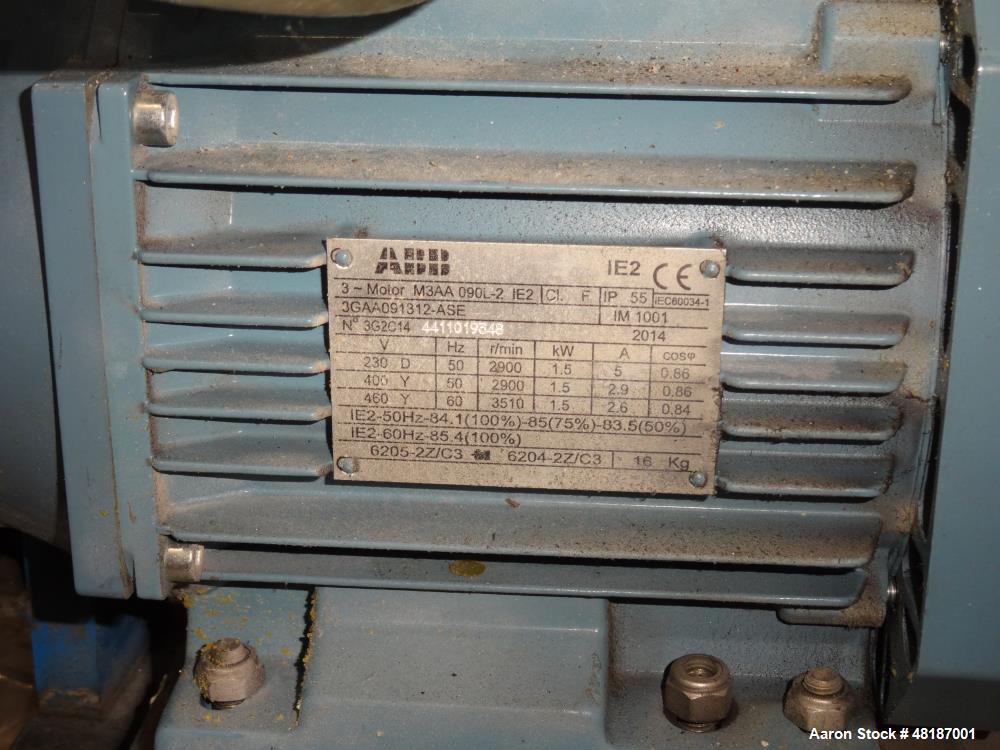 ABB IE2 CE
3~Motor M3AA 090L-2 IE2 Cl. F IP 55 IEC60034-1
3GAA091312-ASE IM 1001
Nº 3G2C14 4411019848 2014
V Hz r/min kW A cosφ
230 D 50 2900 1.5 5 0.86
400 Y 50 2900 1.5 2.9 0.86
460 Y 60 3510 1.5 2.6 0.84
IE2-50Hz-84.1(100%)-85(75%)-83.5(50%)
IE2-60Hz-85.4(100%)
6205-2Z/C3 6204-2Z/C3 16 Kg
Aaron Stock # 48187001